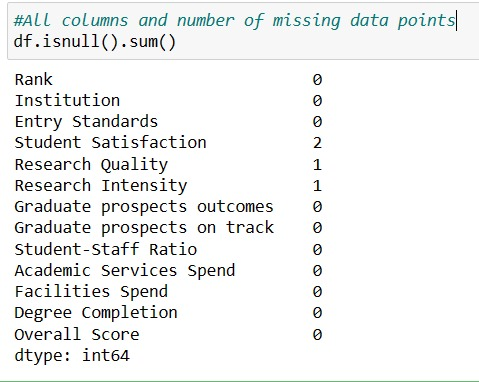 #All columns and number of missing data points
df.isnull().sum()
Rank 0
Institution 0
Entry Standards 0
Student Satisfaction 2
Research Quality 1
Research Intensity 1
Graduate prospects outcomes 0
Graduate prospects on track 0
Student-Staff Ratio 0
Academic Services Spend 0
Facilities Spend 0
Degree Completion 0
Overall Score 0
dtype: int64